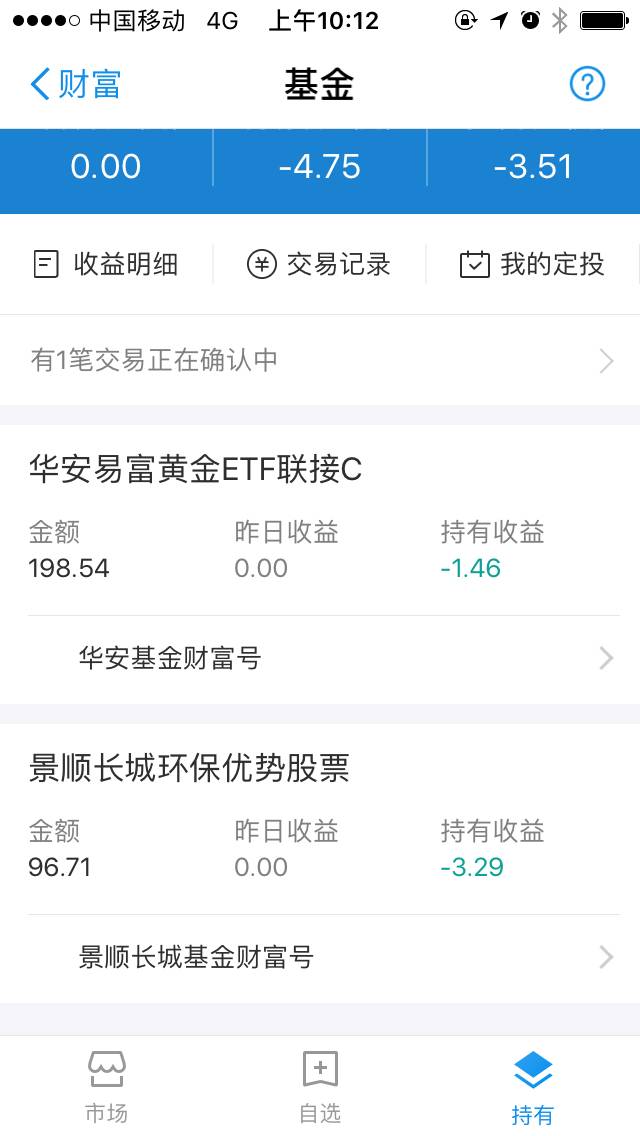 中国移动 4G 上午10:12
财富 基金 ?
0.00 -4.75 -3.51
收益明细 交易记录 我的定投
有1笔交易正在确认中
华安易富黄金ETF联接C
金额 昨日收益 持有收益
198.54 0.00 -1.46
华安基金财富号
景顺长城环保优势股票
金额 昨日收益 持有收益
96.71 0.00 -3.29
景顺长城基金财富号
市场 自选 持有